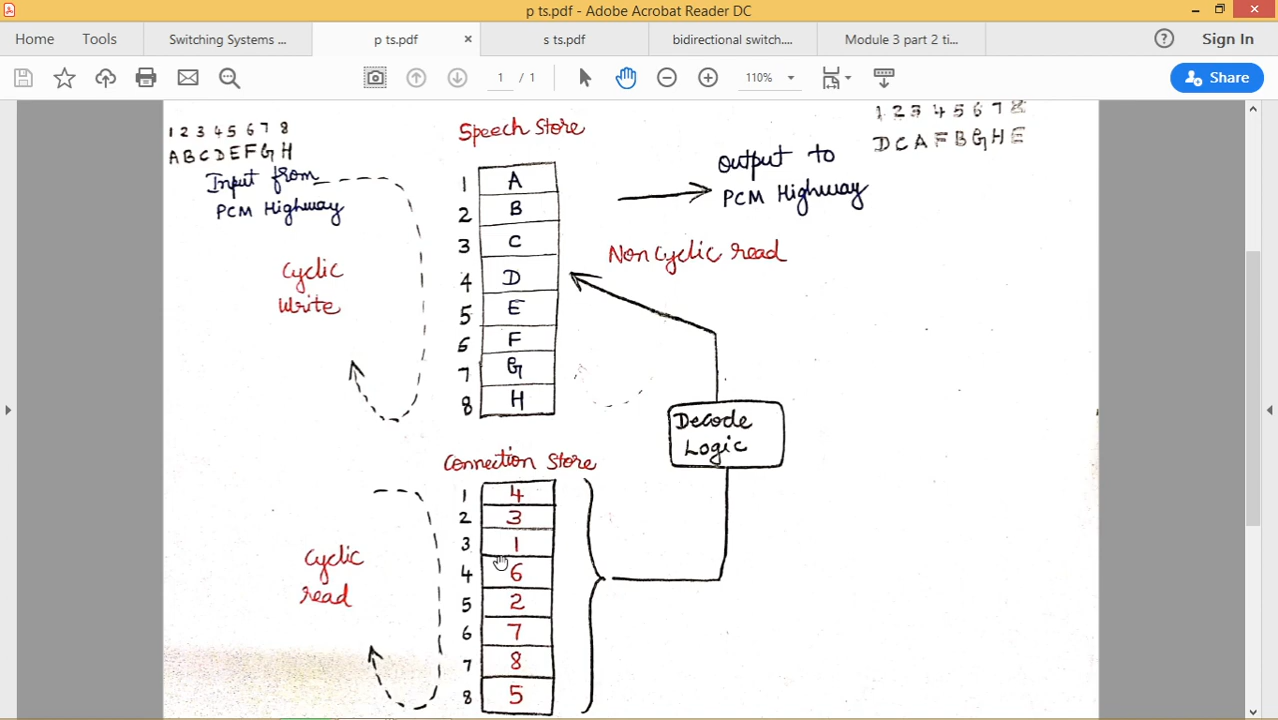 p ts.pdf - Adobe Acrobat Reader DC
Home Tools Switching Systems ... p ts.pdf × s ts.pdf bidirectional switch.... Module 3 part 2 ti... Sign In
1 / 1 110% Share
1 2 3 4 5 6 7 8
A B C D E F G H
Input from
PCM Highway
Cyclic
Write
Speech Store
1 A
2 B
3 C
4 D
5 E
6 F
7 G
8 H
Output to
PCM Highway
1 2 3 4 5 6 7 8
D C A F B G H E
Non Cyclic read
Decode
Logic
Connection Store
1 4
2 3
3 1
4 6
5 2
6 7
7 8
8 5
Cyclic
read